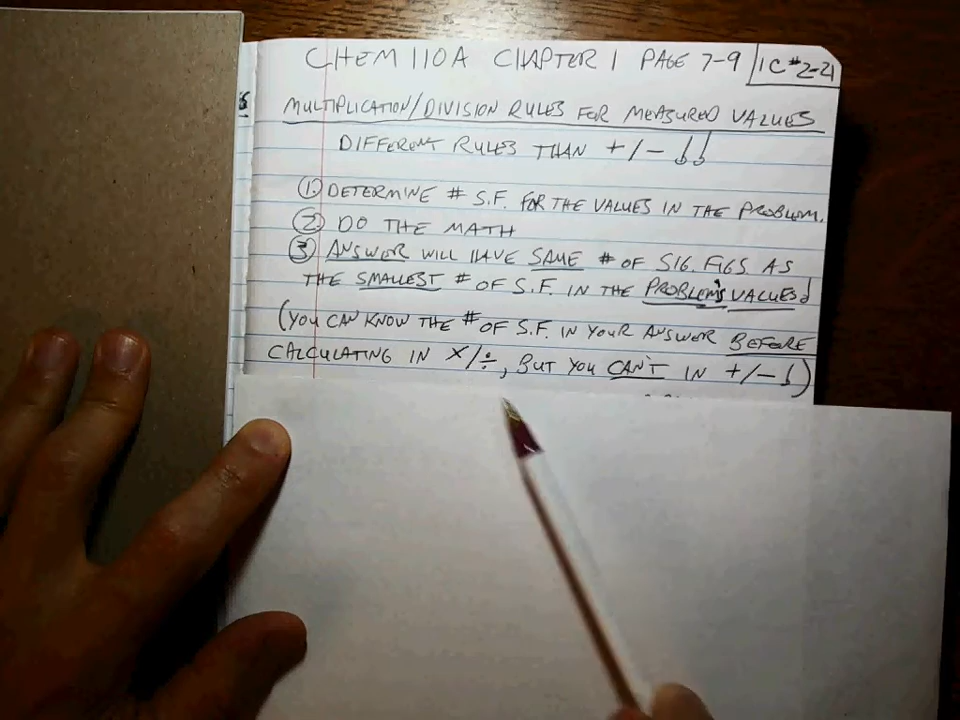 CHEM 110A CHAPTER 1 PAGE 7-9 1C #2-21
MULTIPLICATION/DIVISION RULES FOR MEASURED VALUES
DIFFERENT RULES THAN +/- !!
① DETERMINE # S.F. FOR THE VALUES IN THE PROBLEM.
② DO THE MATH
③ ANSWER WILL HAVE SAME # OF SIG. FIGS. AS
THE SMALLEST # OF S.F. IN THE PROBLEM'S VALUES!
(YOU CAN KNOW THE # OF S.F. IN YOUR ANSWER BEFORE
CALCULATING IN X/÷, BUT YOU CAN'T IN +/-!)